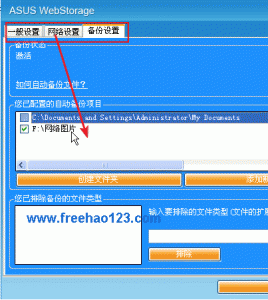 ASUS WebStorage
一般设置 网络设置 备份设置
备份状态
激活
如何自动备份文件?
您已配置的自动备份项目
C:\Documents and Settings\Administrator\My Documents
F:\网络图片
创建文件夹 添加
您已排除备份的文件类型
www.freehao123.com
输入要排除的文件类型(文件的扩展
排除